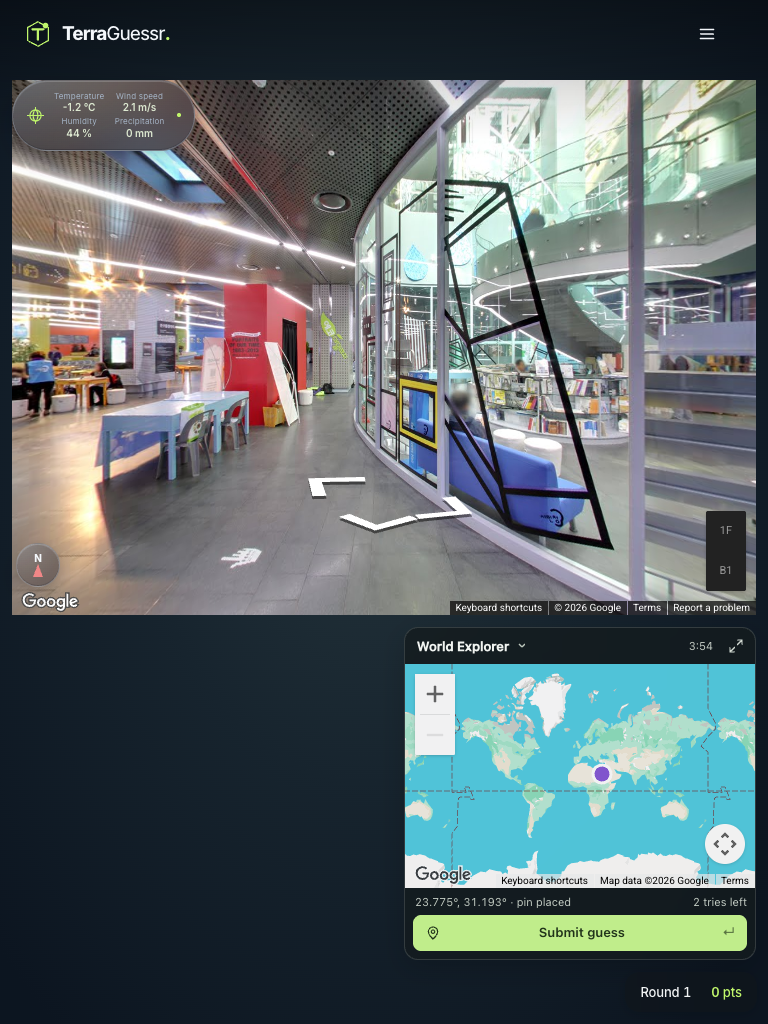 TerraGuessr.
Temperature
-1.2 °C
Wind speed
2.1 m/s
Humidity
44 %
Precipitation
0 mm
1F
B1
N
Google
Keyboard shortcuts
© 2026 Google
Terms
Report a problem
World Explorer
3:54
Google
Keyboard shortcuts
Map data ©2026 Google
Terms
23.775°, 31.193° · pin placed
2 tries left
Submit guess
Round 1
0 pts